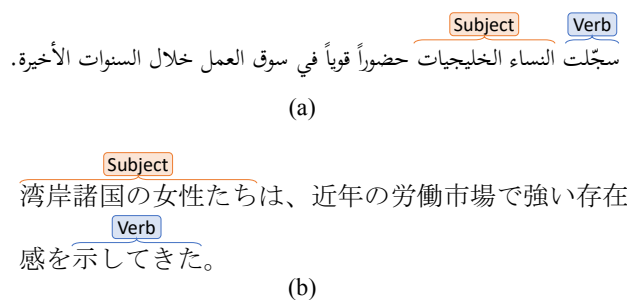 Subject Verb
سجّلت النساء الخليجيات حضوراً قوياً في سوق العمل خلال السنوات الأخيرة.
(a)
Subject
湾岸諸国の女性たちは、近年の労働市場で強い存在
Verb
感を示してきた。
(b)